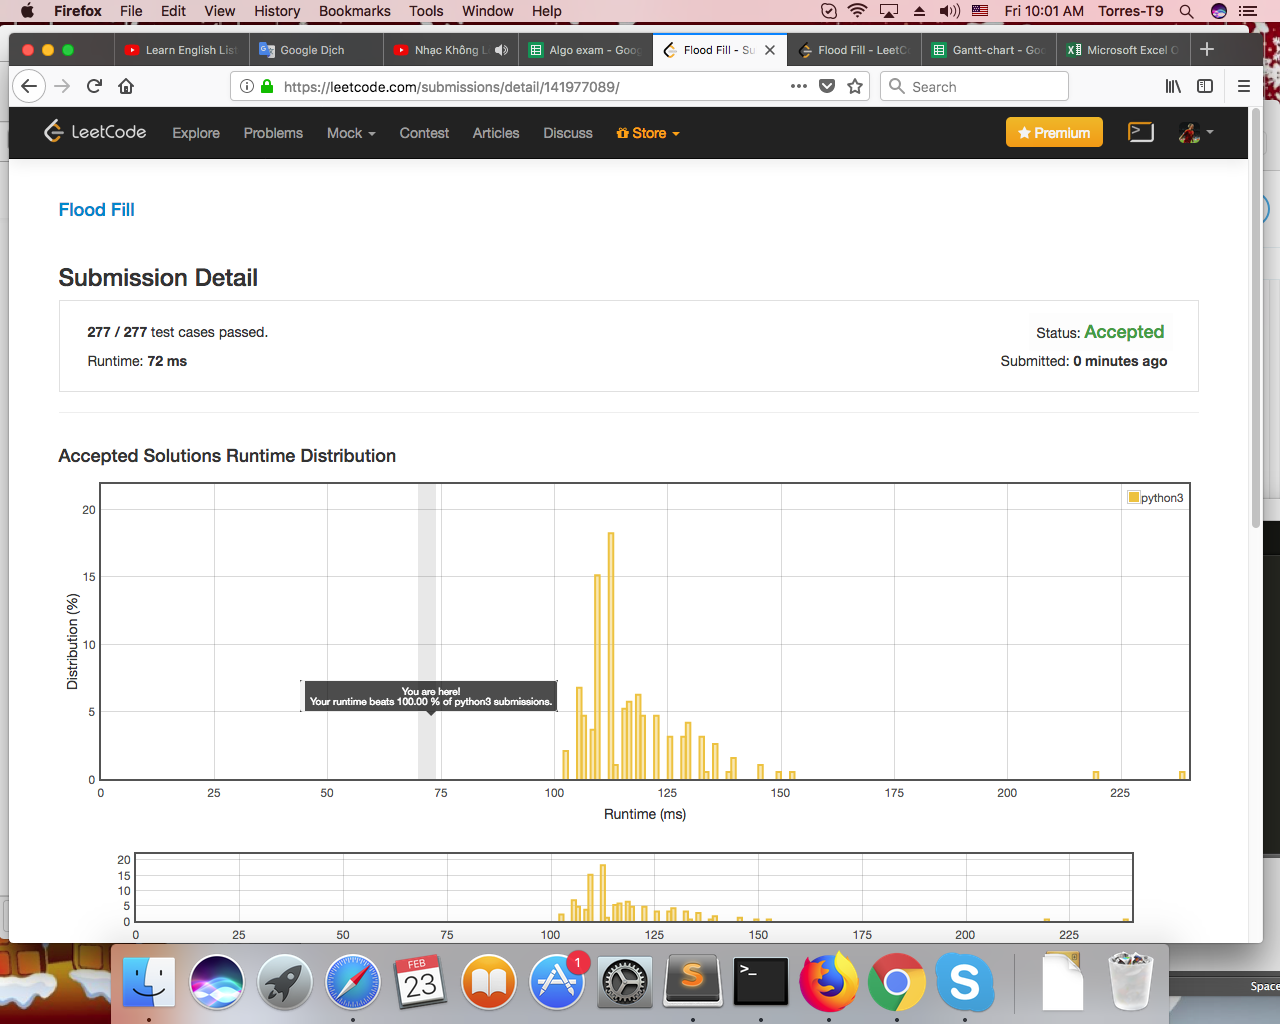 Firefox File Edit View History Bookmarks Tools Window Help Fri 10:01 AM Torres-T9
Learn English List Google Dịch Nhạc Không L Algo exam - Goog Flood Fill - Su Flood Fill - LeetC Gantt-chart - Goo Microsoft Excel O
https://leetcode.com/submissions/detail/141977089/ Search
LeetCode Explore Problems Mock Contest Articles Discuss Store Premium
Flood Fill
Submission Detail
277 / 277 test cases passed. Status: Accepted
Runtime: 72 ms Submitted: 0 minutes ago
Accepted Solutions Runtime Distribution
python3
20
15
10
5
0
Distribution (%)
You are here!
Your runtime beats 100.00 % of python3 submissions.
0 25 50 75 100 125 150 175 200 225
Runtime (ms)
20
15
10
5
0
0 25 50 75 100 125 150 175 200 225
FEB
23
1
Space